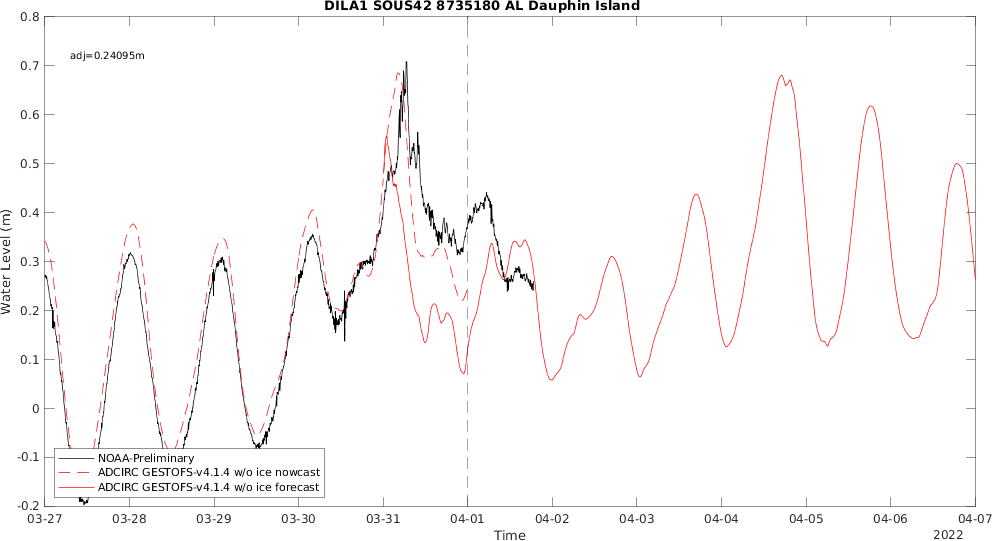 DILA1 SOUS42 8735180 AL Dauphin Island
adj=0.24095m
Water Level (m)
0.8
0.7
0.6
0.5
0.4
0.3
0.2
0.1
0
-0.1
-0.2
NOAA-Preliminary
ADCIRC GESTOFS-v4.1.4 w/o ice nowcast
ADCIRC GESTOFS-v4.1.4 w/o ice forecast
03-27 03-28 03-29 03-30 03-31 04-01 04-02 04-03 04-04 04-05 04-06 04-07
Time
2022